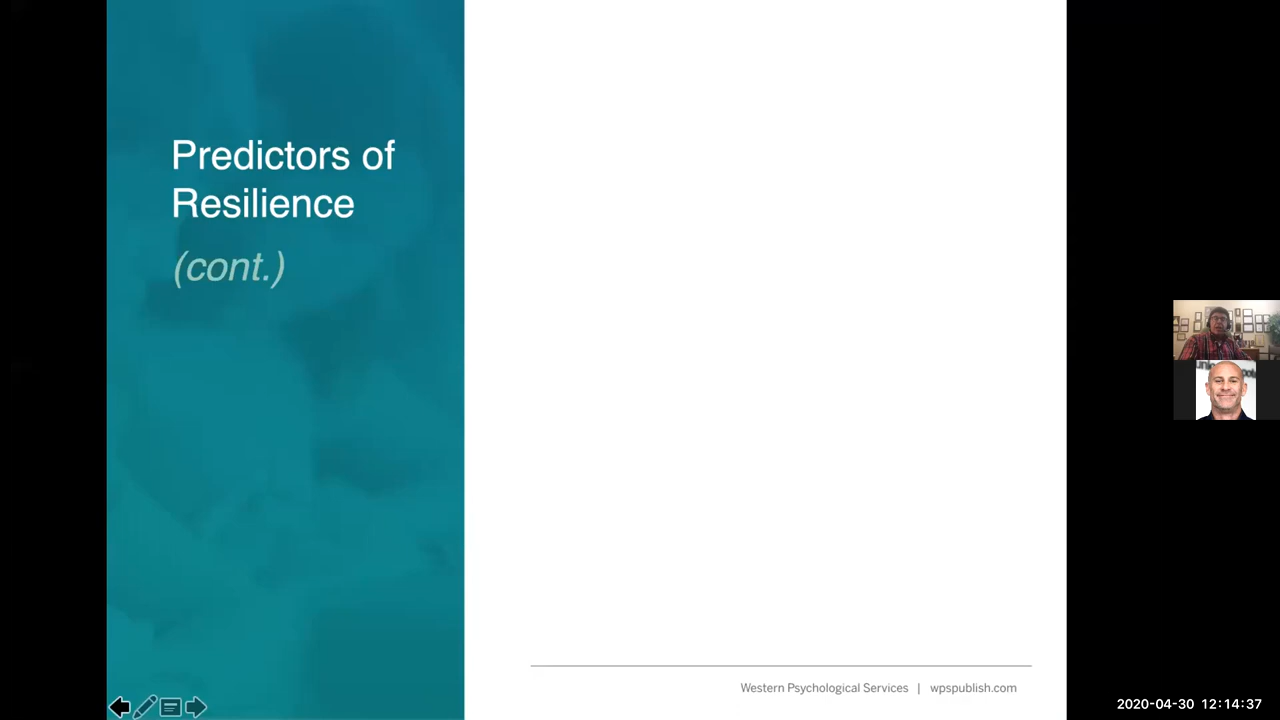 Predictors of
Resilience
(cont.)
Western Psychological Services | wpspublish.com
2020-04-30 12:14:37